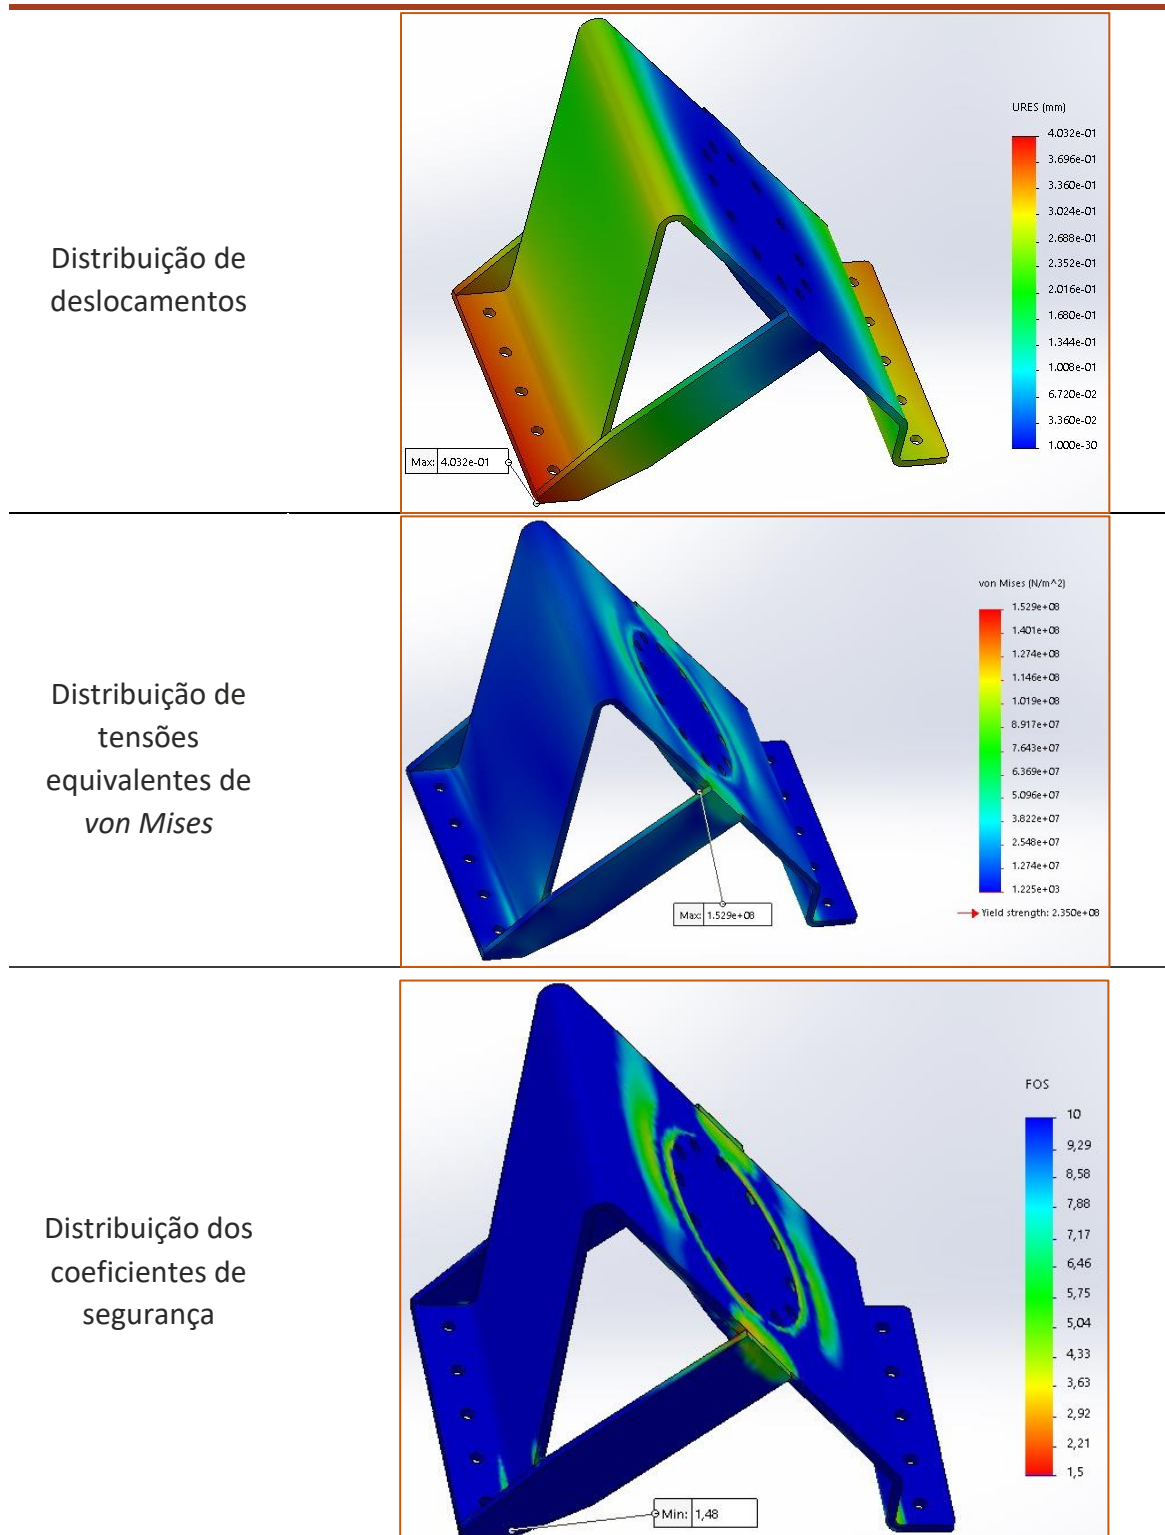 Distribuição de
deslocamentos
URES (mm)
4.032e-01
3.696e-01
3.360e-01
3.024e-01
2.688e-01
2.352e-01
2.016e-01
1.680e-01
1.344e-01
1.008e-01
6.720e-02
3.360e-02
1.000e-30
Max: 4.032e-01
Distribuição de
tensões
equivalentes de
von Mises
von Mises (N/m^2)
1.529e+08
1.401e+08
1.274e+08
1.146e+08
1.019e+08
8.917e+07
7.643e+07
6.369e+07
5.096e+07
3.822e+07
2.548e+07
1.274e+07
1.225e+03
Yield strength: 2.350e+08
Max: 1.529e+08
Distribuição dos
coeficientes de
segurança
FOS
10
9,29
8,58
7,88
7,17
6,46
5,75
5,04
4,33
3,63
2,92
2,21
1,5
Min: 1,48